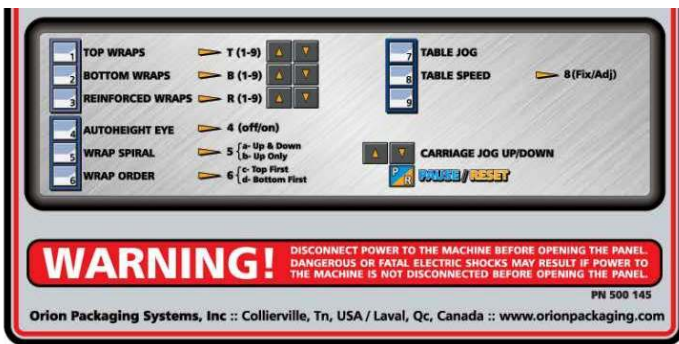 1 TOP WRAPS T (1-9)
2 BOTTOM WRAPS B (1-9)
3 REINFORCED WRAPS R (1-9)
4 AUTOHEIGHT EYE 4 (off/on)
5 WRAP SPIRAL 5 { a- Up & Down
b- Up Only
6 WRAP ORDER 6 { c- Top First
d- Bottom First
7 TABLE JOG
8 TABLE SPEED 8 (Fix/Adj)
9
CARRIAGE JOG UP/DOWN
P/R PAUSE / RESET
WARNING!
DISCONNECT POWER TO THE MACHINE BEFORE OPENING THE PANEL.
DANGEROUS OR FATAL ELECTRIC SHOCKS MAY RESULT IF POWER TO
THE MACHINE IS NOT DISCONNECTED BEFORE OPENING THE PANEL.
PN 500 145
Orion Packaging Systems, Inc :: Collierville, Tn, USA / Laval, Qc, Canada :: www.orionpackaging.com